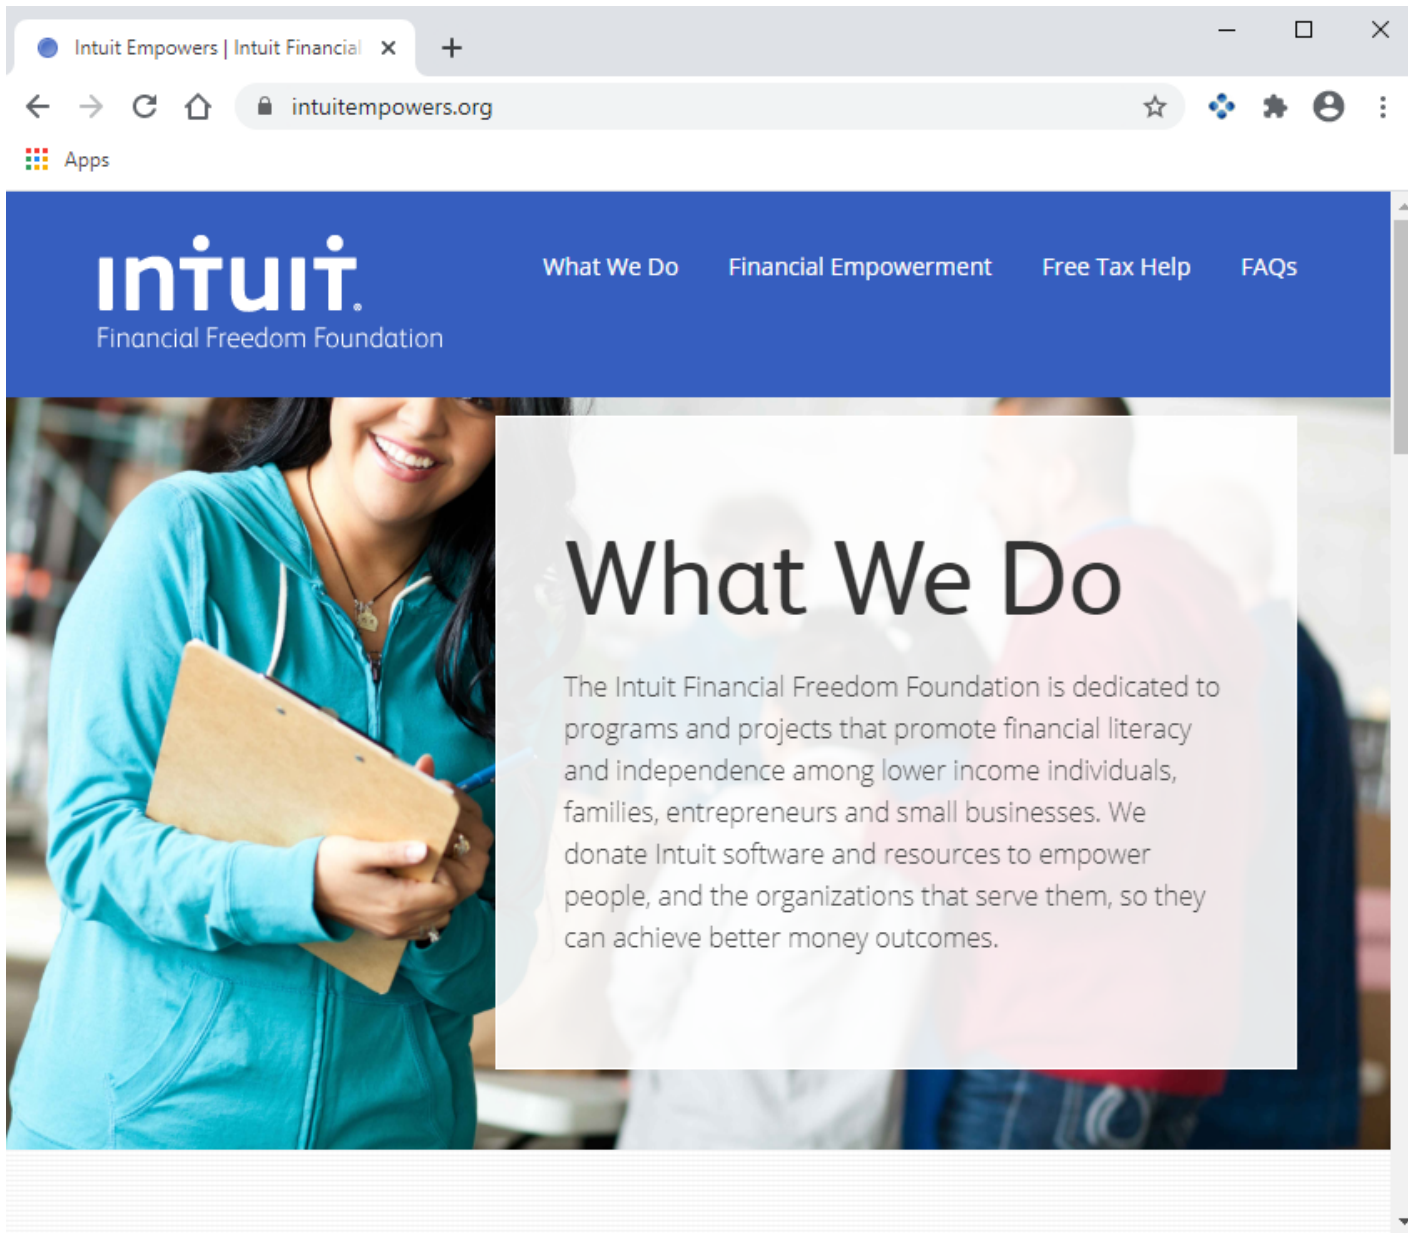 Intuit Empowers | Intuit Financial
intuitempowers.org
Apps
intuit.
Financial Freedom Foundation
What We Do
Financial Empowerment
Free Tax Help
FAQs
What We Do
The Intuit Financial Freedom Foundation is dedicated to
programs and projects that promote financial literacy
and independence among lower income individuals,
families, entrepreneurs and small businesses. We
donate Intuit software and resources to empower
people, and the organizations that serve them, so they
can achieve better money outcomes.